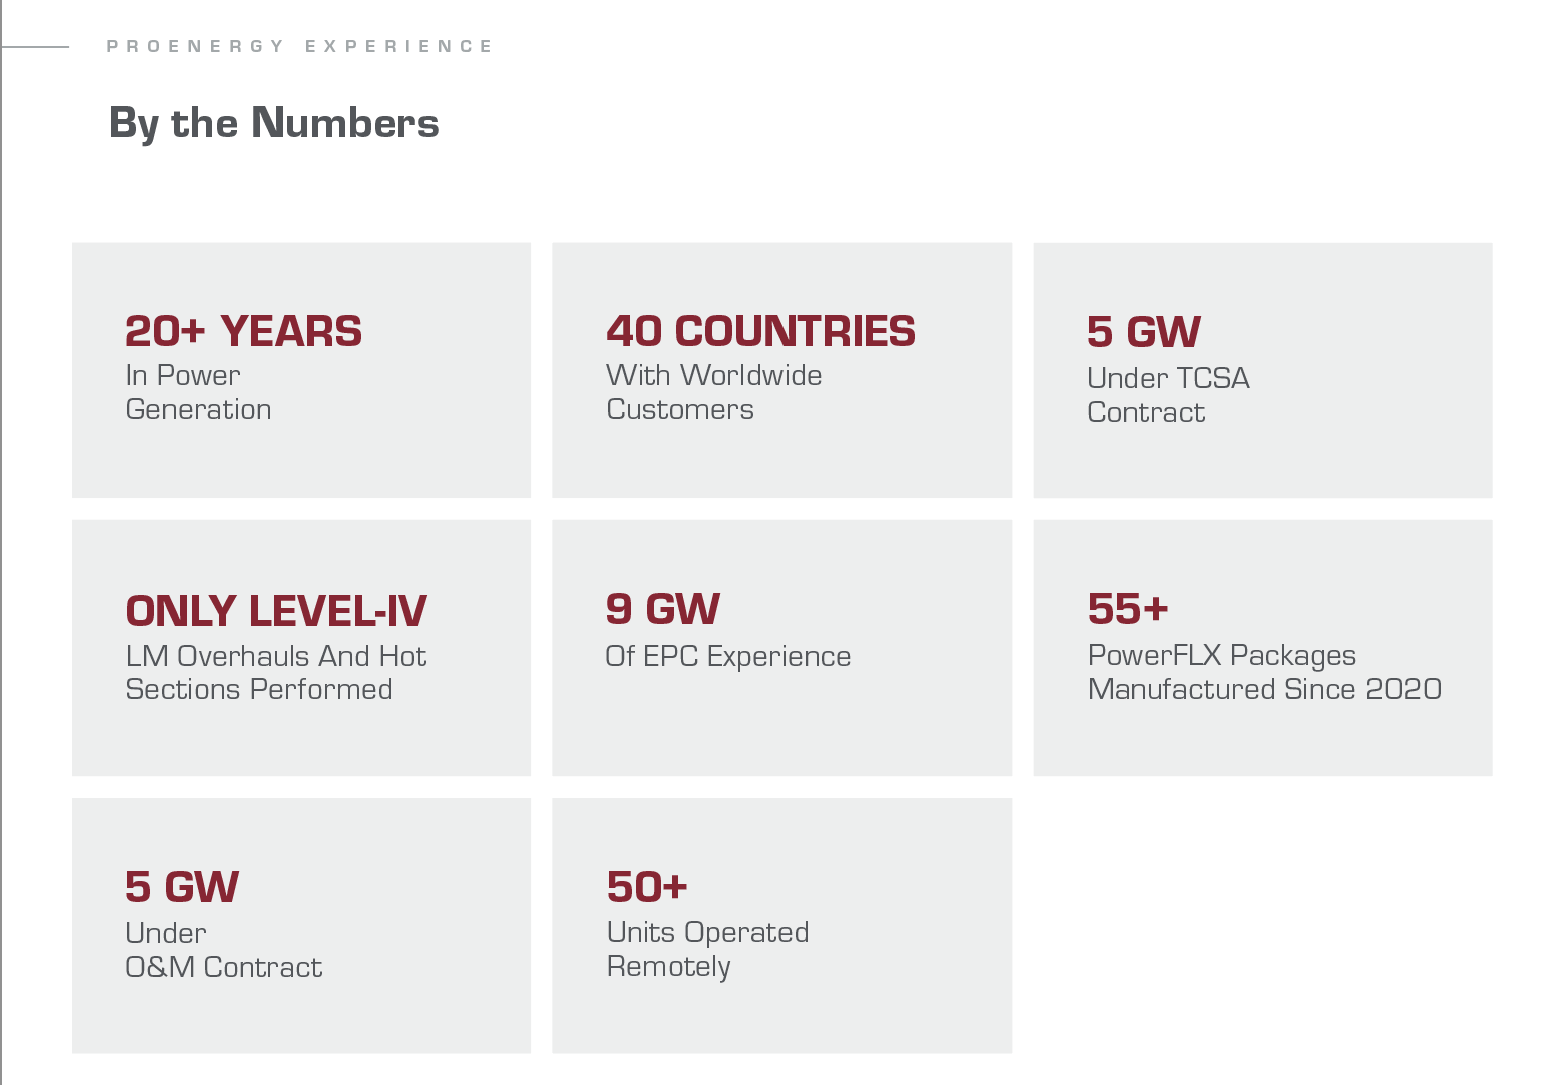 PROENERGY EXPERIENCE
By the Numbers
20+ YEARS
In Power
Generation
40 COUNTRIES
With Worldwide
Customers
5 GW
Under TCSA
Contract
ONLY LEVEL-IV
LM Overhauls And Hot
Sections Performed
9 GW
Of EPC Experience
55+
PowerFLX Packages
Manufactured Since 2020
5 GW
Under
O&M Contract
50+
Units Operated
Remotely